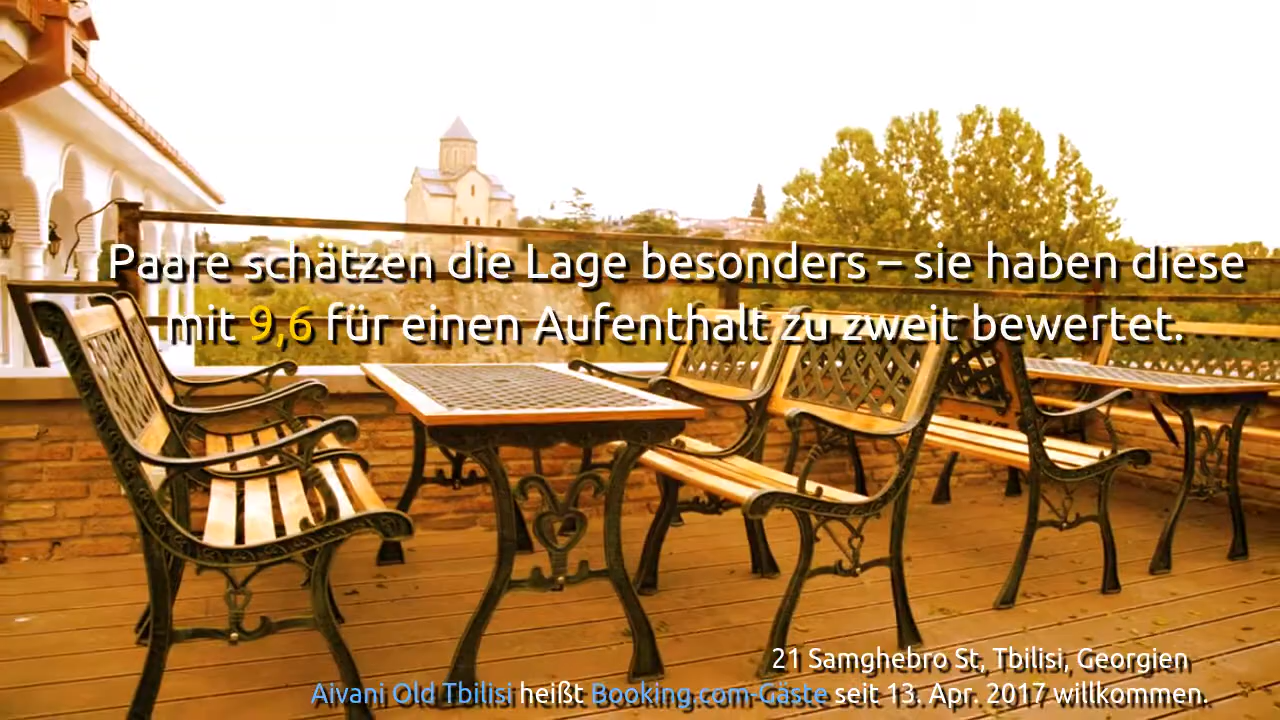 Paare schätzen die Lage besonders – sie haben diese
mit 9,6 für einen Aufenthalt zu zweit bewertet.
21 Samghebro St, Tbilisi, Georgien
Aivani Old Tbilisi heißt Booking.com-Gäste seit 13. Apr. 2017 willkommen.